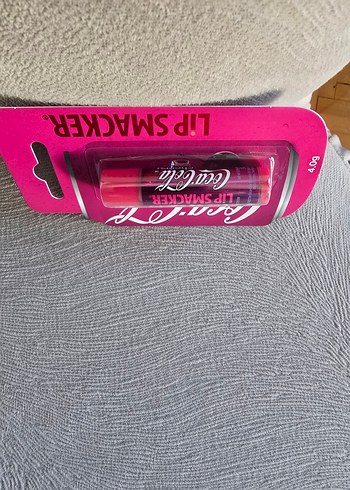 LiP SMACKER®
Coca-Cola
LIP SMACKER
Coca-Cola
4.0g